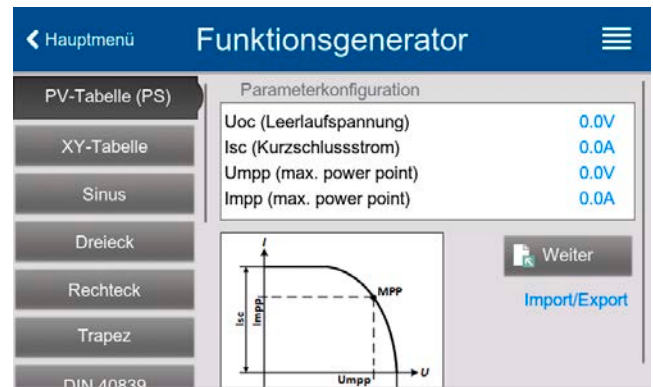 Hauptmenü
Funktionsgenerator
PV-Tabelle (PS)
XY-Tabelle
Sinus
Dreieck
Rechteck
Trapez
DIN 40839
Parameterkonfiguration
Uoc (Leerlaufspannung) 0.0V
Isc (Kurzschlussstrom) 0.0A
Umpp (max. power point) 0.0V
Impp (max. power point) 0.0A
I
MPP
Isc
Impp
Umpp
U
Weiter
Import/Export